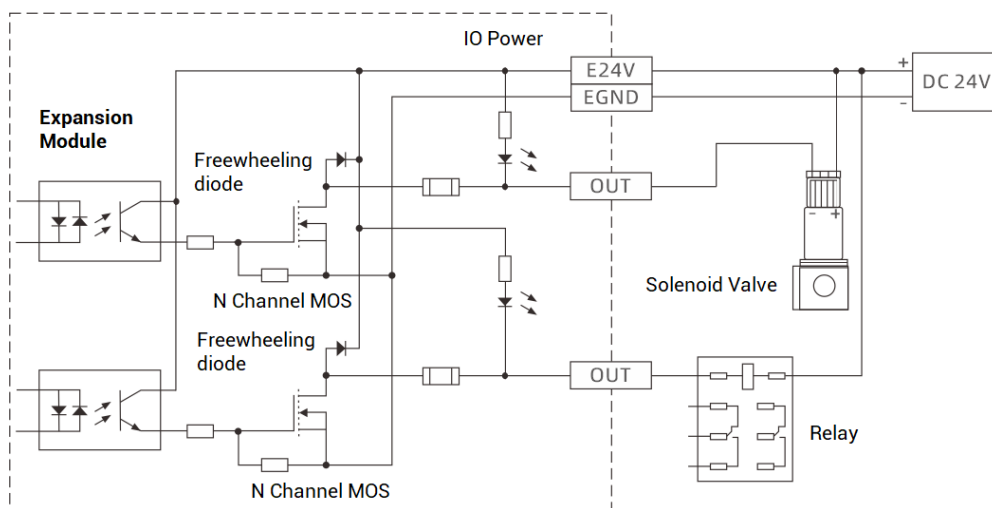 IO Power
E24V
+
DC 24V
EGND
-
Expansion
Module
Freewheeling
diode
OUT
- +
Solenoid Valve
N Channel MOS
Freewheeling
diode
OUT
Relay
N Channel MOS